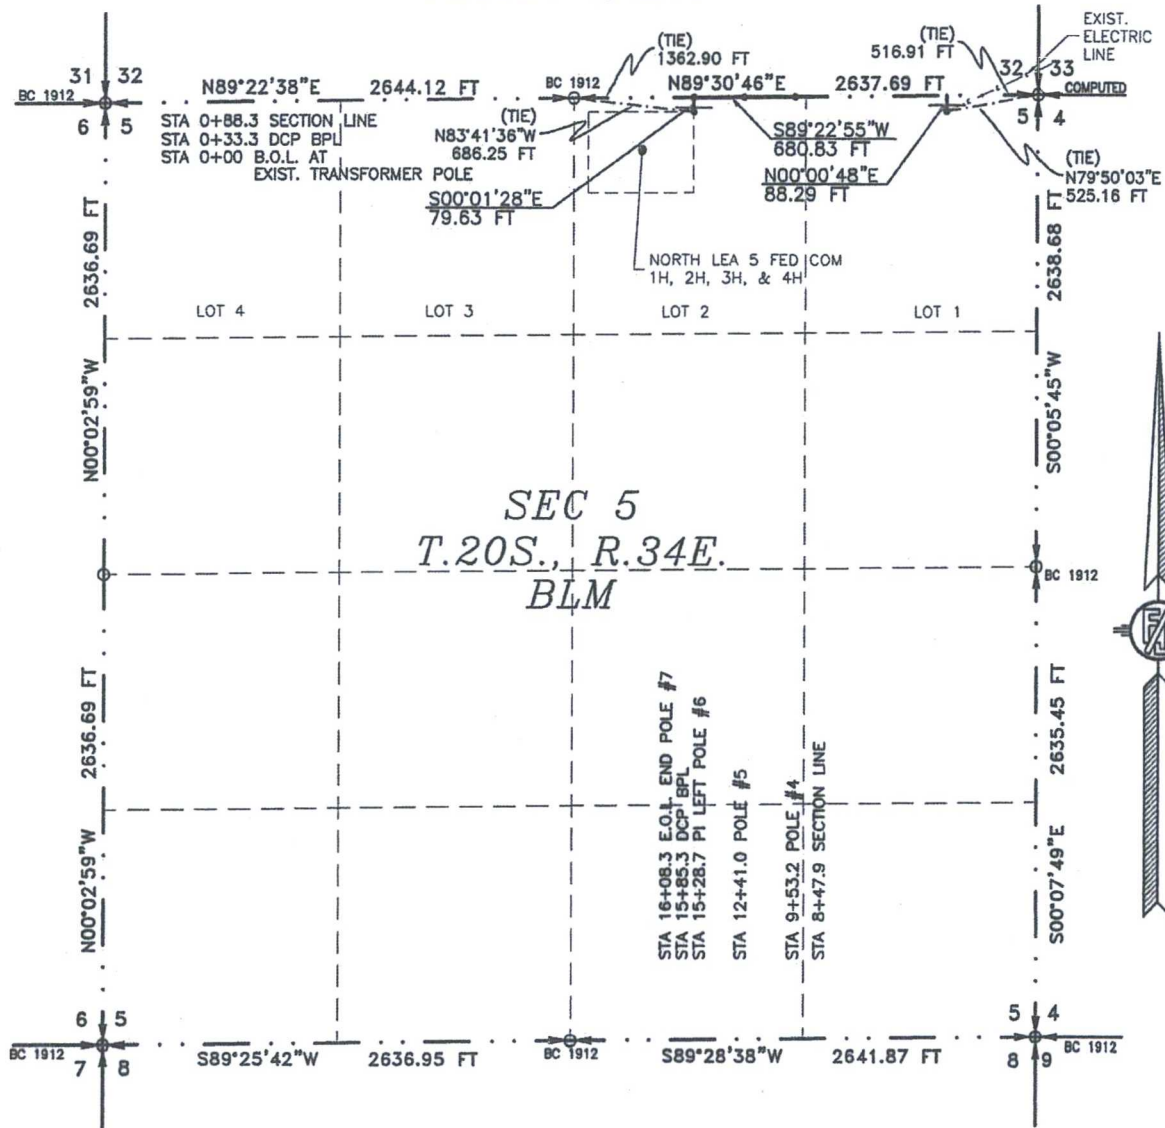 EXIST.
ELECTRIC
LINE
(TIE)
1362.90 FT
(TIE)
516.91 FT
31 32
BC 1912
6 5
N89°22'38"E 2644.12 FT
BC 1912
N89°30'46"E 2637.69 FT
32 33
COMPUTED
5 4
STA 0+88.3 SECTION LINE
STA 0+33.3 DCP BPL
STA 0+00 B.O.L. AT
EXIST. TRANSFORMER POLE
(TIE)
N83°41'36"W
686.25 FT
S89°22'55"W
680.83 FT
N00°00'48"E
88.29 FT
(TIE)
N79°50'03"E
525.16 FT
S00°01'28"E
79.63 FT
NORTH LEA 5 FED COM
1H, 2H, 3H, & 4H
2636.69 FT
N00°02'59"W
2638.68 FT
S00°05'45"W
LOT 4
LOT 3
LOT 2
LOT 1
SEC 5
T.20S., R.34E.
BLM
BC 1912
2636.69 FT
N00°02'59"W
STA 16+08.3 E.O.L. END POLE #7
STA 15+85.3 DCP BPL
STA 15+28.7 PI LEFT POLE #6
STA 12+41.0 POLE #5
STA 9+53.2 POLE #4
STA 8+47.9 SECTION LINE
2635.45 FT
S00°07'49"E
6 5
BC 1912
7 8
S89°25'42"W 2636.95 FT
BC 1912
S89°28'38"W 2641.87 FT
5 4
8 9
BC 1912